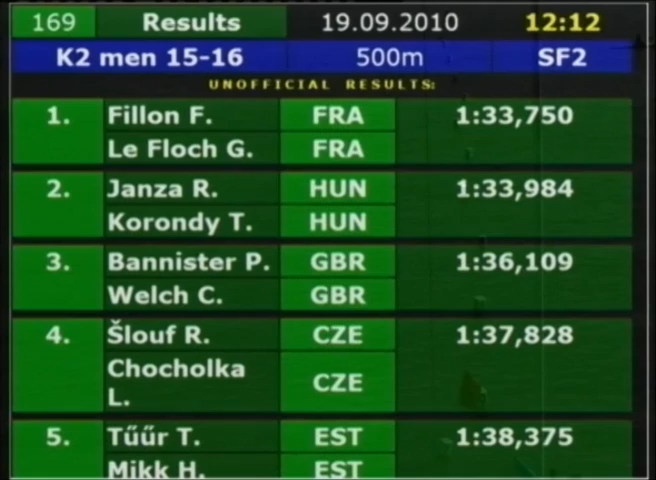 169 Results 19.09.2010 12:12
K2 men 15-16 500m SF2
UNOFFICIAL RESULTS:
1. Fillon F. FRA 1:33,750
Le Floch G. FRA
2. Janza R. HUN 1:33,984
Korondy T. HUN
3. Bannister P. GBR 1:36,109
Welch C. GBR
4. Šlouf R. CZE 1:37,828
Chocholka CZE
L.
5. Tűűr T. EST 1:38,375
Mikk H. EST